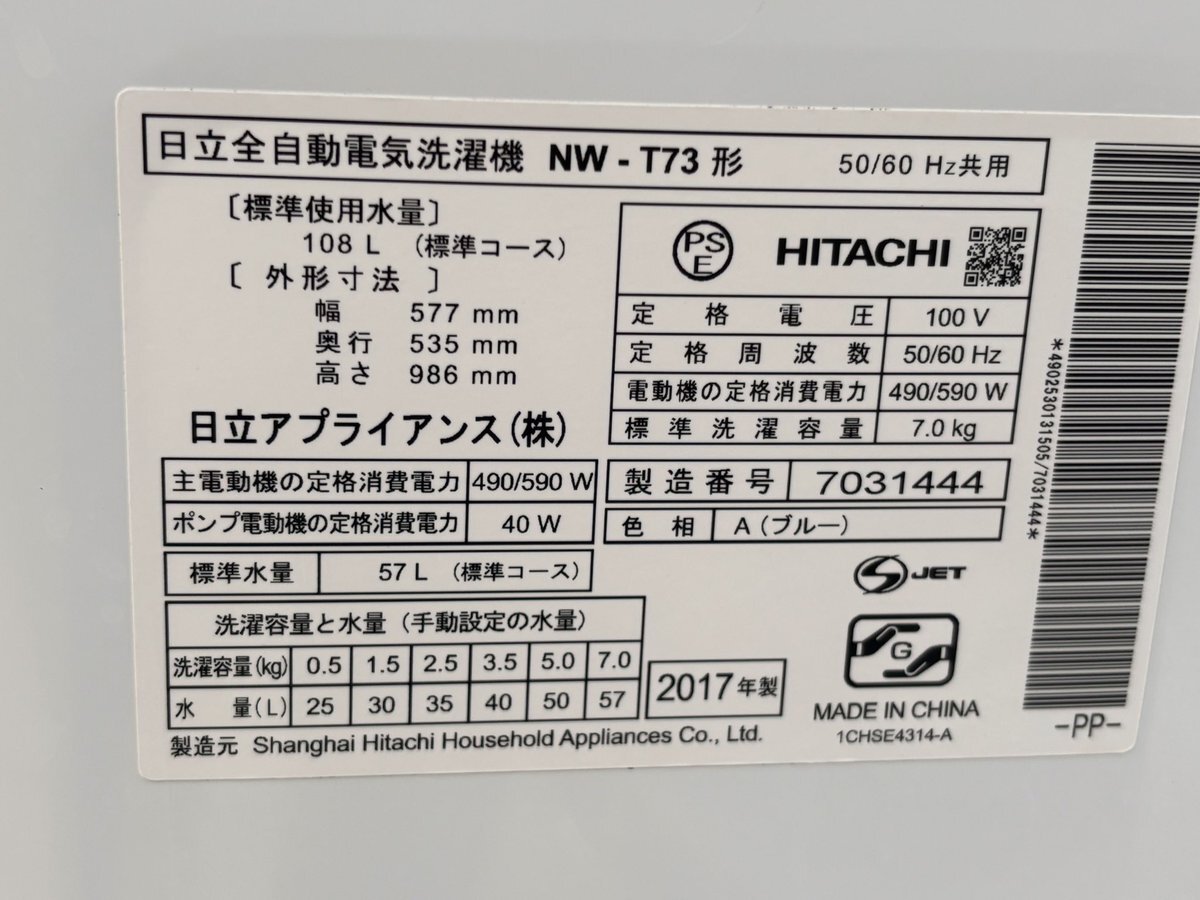 日立全自動電気洗濯機 NW - T73 形 50/60 Hz共用
〔標準使用水量〕
108 L (標準コース)
〔 外形寸法 〕
幅 577 mm
奥行 535 mm
高さ 986 mm
日立アプライアンス(株)
PS
E
HITACHI
定格電圧 100 V
定格周波数 50/60 Hz
電動機の定格消費電力 490/590 W
標準洗濯容量 7.0 kg
主電動機の定格消費電力 490/590 W
ポンプ電動機の定格消費電力 40 W
製造番号 7031444
色相 A (ブルー)
標準水量 57 L (標準コース)
洗濯容量と水量 (手動設定の水量)
洗濯容量(kg) 0.5 1.5 2.5 3.5 5.0 7.0
水量(L) 25 30 35 40 50 57
2017年製
製造元 Shanghai Hitachi Household Appliances Co., Ltd.
S JET
G
MADE IN CHINA
1CHSE4314-A
*4902530131505/7031444*
-PP-